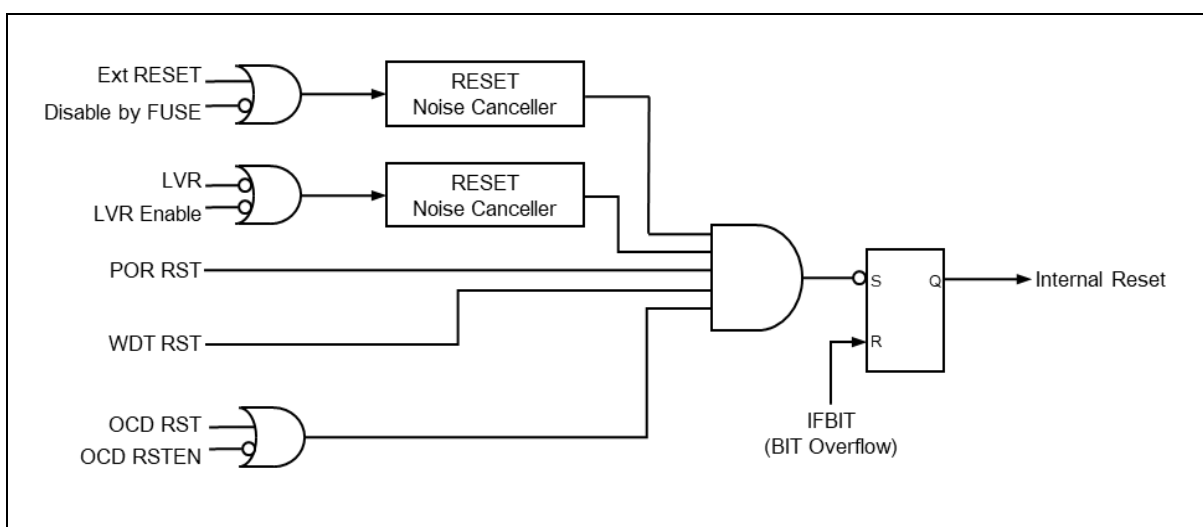 Ext RESET
Disable by FUSE
RESET
Noise Canceller
LVR
LVR Enable
RESET
Noise Canceller
POR RST
WDT RST
OCD RST
OCD RSTEN
S
Q
R
Internal Reset
IFBIT
(BIT Overflow)